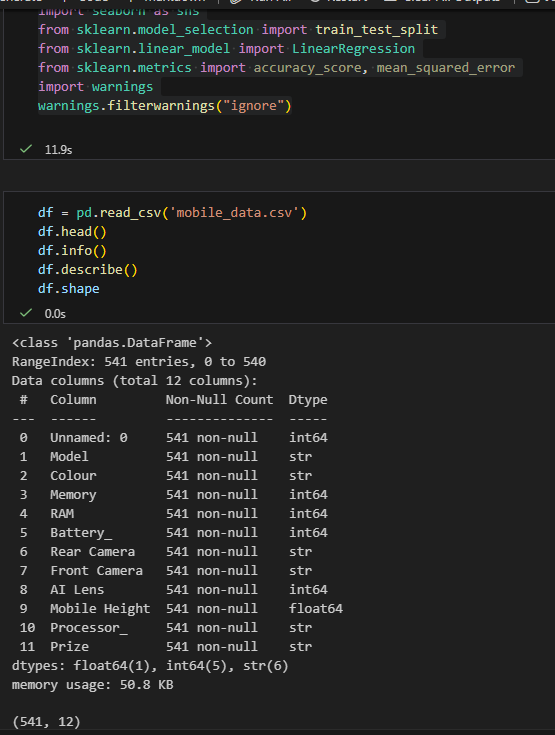 import seaborn as sns
from sklearn.model_selection import train_test_split
from sklearn.linear_model import LinearRegression
from sklearn.metrics import accuracy_score, mean_squared_error
import warnings
warnings.filterwarnings("ignore")
11.9s
df = pd.read_csv('mobile_data.csv')
df.head()
df.info()
df.describe()
df.shape
0.0s
<class 'pandas.DataFrame'>
RangeIndex: 541 entries, 0 to 540
Data columns (total 12 columns):
 #   Column         Non-Null Count  Dtype
---  ------         --------------  -----
 0   Unnamed: 0     541 non-null    int64
 1   Model          541 non-null    str
 2   Colour         541 non-null    str
 3   Memory         541 non-null    int64
 4   RAM            541 non-null    int64
 5   Battery_       541 non-null    int64
 6   Rear Camera    541 non-null    str
 7   Front Camera   541 non-null    str
 8   AI Lens        541 non-null    int64
 9   Mobile Height  541 non-null    float64
 10  Processor_     541 non-null    str
 11  Prize          541 non-null    str
dtypes: float64(1), int64(5), str(6)
memory usage: 50.8 KB
(541, 12)